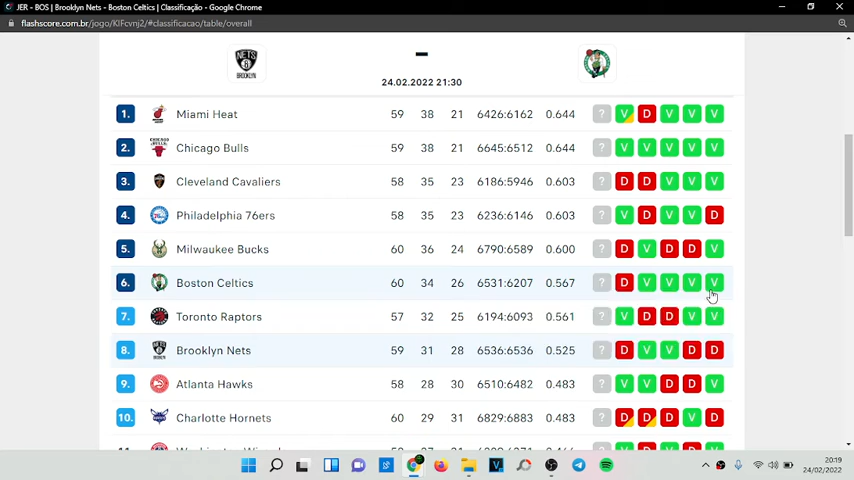 JER - BOS | Brooklyn Nets - Boston Celtics | Classificação - Google Chrome
flashscore.com.br/jogo/KIFcvnj2/#classificacao/table/overall
NETS
BROOKLYN
-
24.02.2022 21:30
1. Miami Heat 59 38 21 6426:6162 0.644 ? V D V V V
2. Chicago Bulls 59 38 21 6645:6512 0.644 ? V V V V V
3. Cleveland Cavaliers 58 35 23 6186:5946 0.603 ? D D V V V
4. Philadelphia 76ers 58 35 23 6236:6146 0.603 ? V D V V D
5. Milwaukee Bucks 60 36 24 6790:6589 0.600 ? D V D D V
6. Boston Celtics 60 34 26 6531:6207 0.567 ? D V V V V
7. Toronto Raptors 57 32 25 6194:6093 0.561 ? V D D V V
8. Brooklyn Nets 59 31 28 6536:6536 0.525 ? D V V D D
9. Atlanta Hawks 58 28 30 6510:6482 0.483 ? V V D D V
10. Charlotte Hornets 60 29 31 6829:6883 0.483 ? D D D V D
20:19
24/02/2022